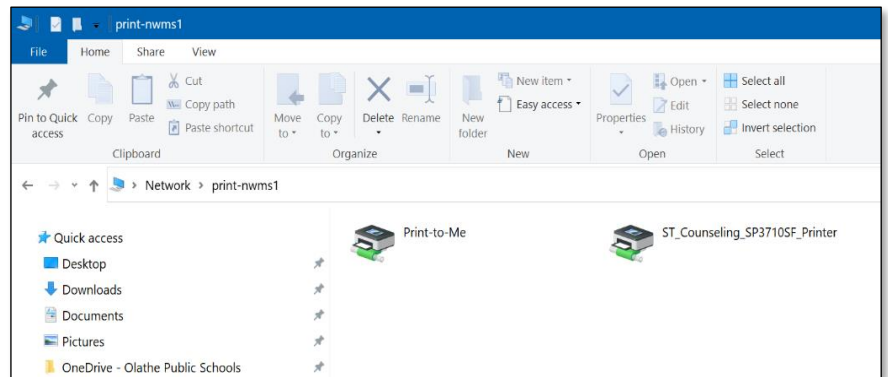 print-nwms1
File Home Share View
Pin to Quick access
Copy
Paste
Cut
Copy path
Paste shortcut
Move to
Copy to
Delete
Rename
New folder
New item
Easy access
Properties
Open
Edit
History
Select all
Select none
Invert selection
Clipboard Organize New Open Select
Network > print-nwms1
Quick access
Desktop
Downloads
Documents
Pictures
OneDrive - Olathe Public Schools
Print-to-Me
ST_Counseling_SP3710SF_Printer